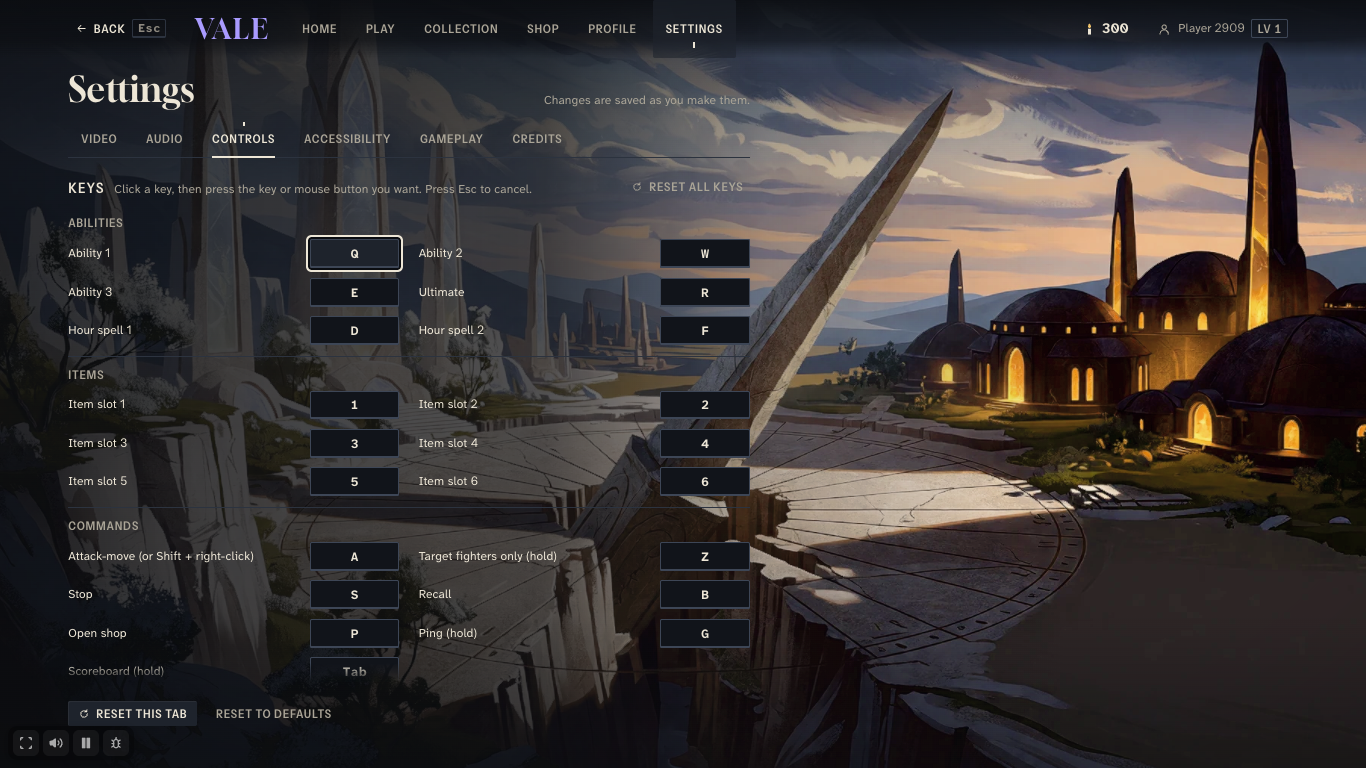 BACK Esc VALE HOME PLAY COLLECTION SHOP PROFILE SETTINGS 300 Player 2909 LV 1
Settings
Changes are saved as you make them.
VIDEO AUDIO CONTROLS ACCESSIBILITY GAMEPLAY CREDITS
KEYS Click a key, then press the key or mouse button you want. Press Esc to cancel. RESET ALL KEYS
ABILITIES
Ability 1 Q Ability 2 W
Ability 3 E Ultimate R
Hour spell 1 D Hour spell 2 F
ITEMS
Item slot 1 1 Item slot 2 2
Item slot 3 3 Item slot 4 4
Item slot 5 5 Item slot 6 6
COMMANDS
Attack-move (or Shift + right-click) A Target fighters only (hold) Z
Stop S Recall B
Open shop P Ping (hold) G
Scoreboard (hold) Tab
RESET THIS TAB RESET TO DEFAULTS